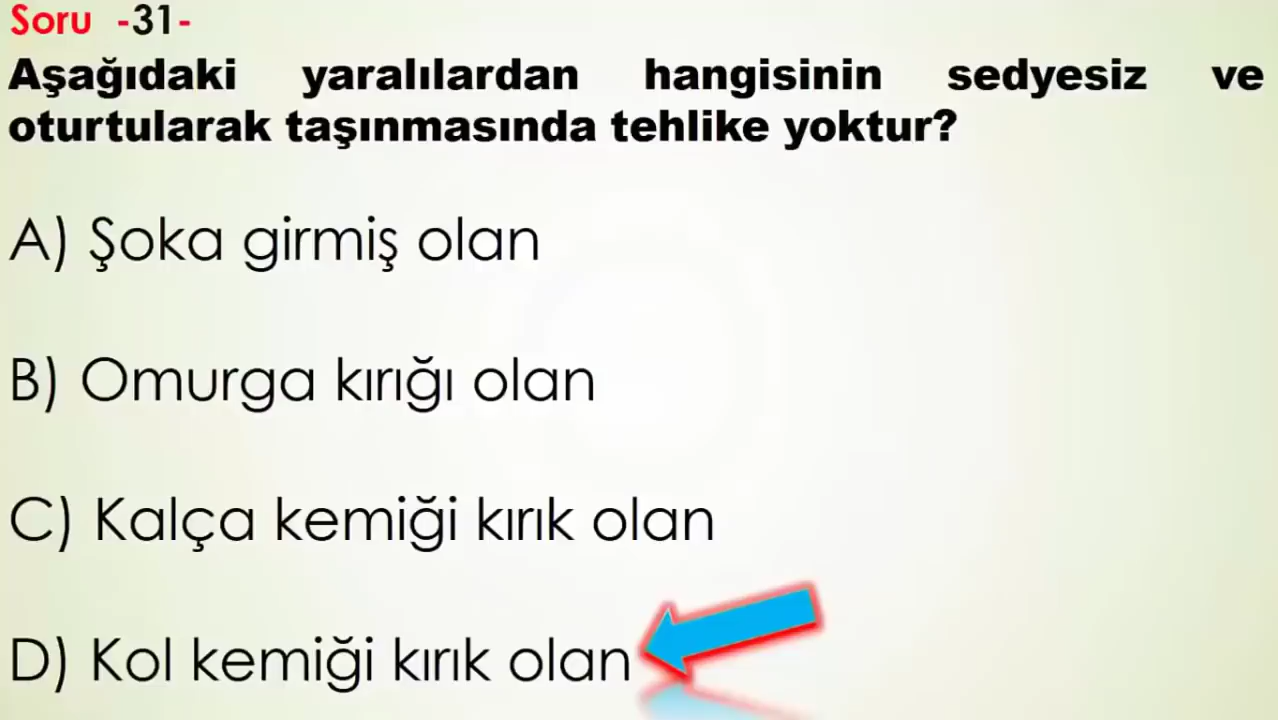 Soru -31-
Aşağıdaki yaralılardan hangisinin sedyesiz ve
oturtularak taşınmasında tehlike yoktur?
A) Şoka girmiş olan
B) Omurga kırığı olan
C) Kalça kemiği kırık olan
D) Kol kemiği kırık olan